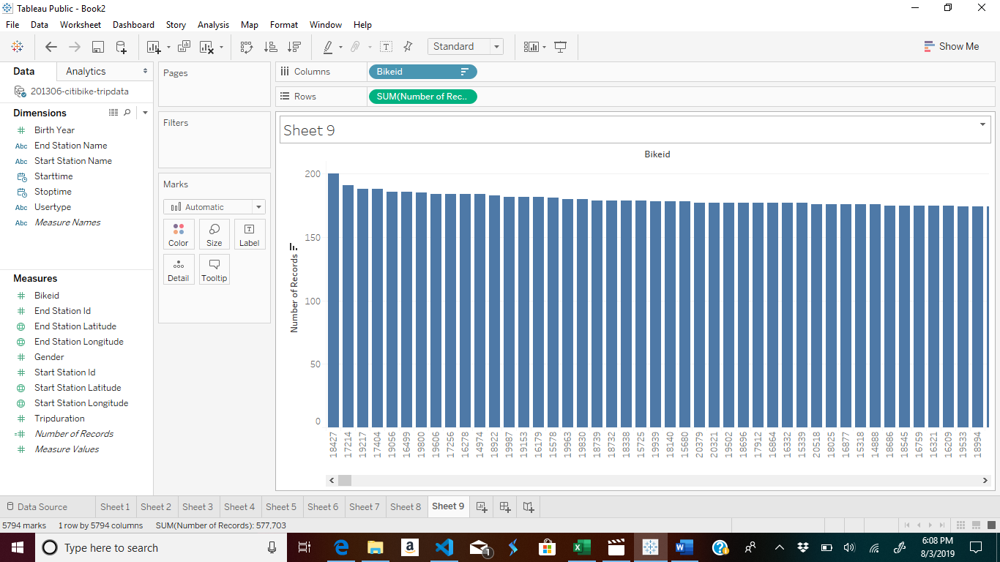 Tableau Public - Book2
File Data Worksheet Dashboard Story Analysis Map Format Window Help
Standard
Show Me
Data Analytics
201306-citibike-tripdata
Dimensions
Birth Year
Abc End Station Name
Abc Start Station Name
Starttime
Stoptime
Abc Usertype
Abc Measure Names
Measures
Bikeid
End Station Id
End Station Latitude
End Station Longitude
Gender
Start Station Id
Start Station Latitude
Start Station Longitude
Tripduration
Number of Records
Measure Values
Pages
Filters
Marks
Automatic
Color Size Label
Detail Tooltip
Columns Bikeid
Rows SUM(Number of Rec..
Sheet 9
Bikeid
Number of Records
200
150
100
50
0
18427 17214 19217 17404 19056 16499 19800 19606 17256 16278 14974 18922 19987 19153 16179 15578 19963 19830 18739 18732 18338 15725 19939 18140 15680 20379 20321 19502 18696 17912 16864 16332 15339 20518 18025 16877 15318 14888 18686 18545 16759 16321 16209 19533 18994
Data Source Sheet 1 Sheet 2 Sheet 3 Sheet 4 Sheet 5 Sheet 6 Sheet 7 Sheet 8 Sheet 9
5794 marks 1 row by 5794 columns SUM(Number of Records): 577,703
Type here to search
1
6:08 PM
8/3/2019